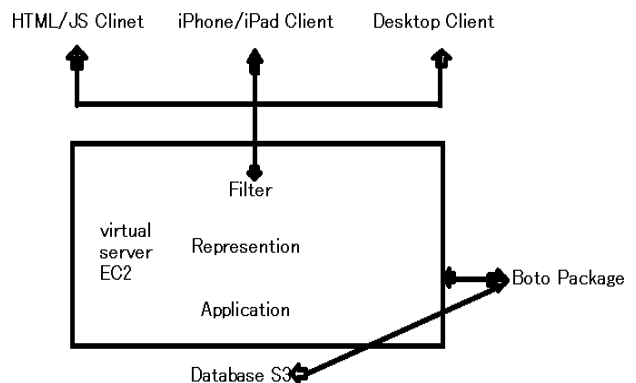 HTML/JS Clinet
iPhone/iPad Client
Desktop Client
Filter
virtual
server
EC2
Represention
Application
Boto Package
Database S3